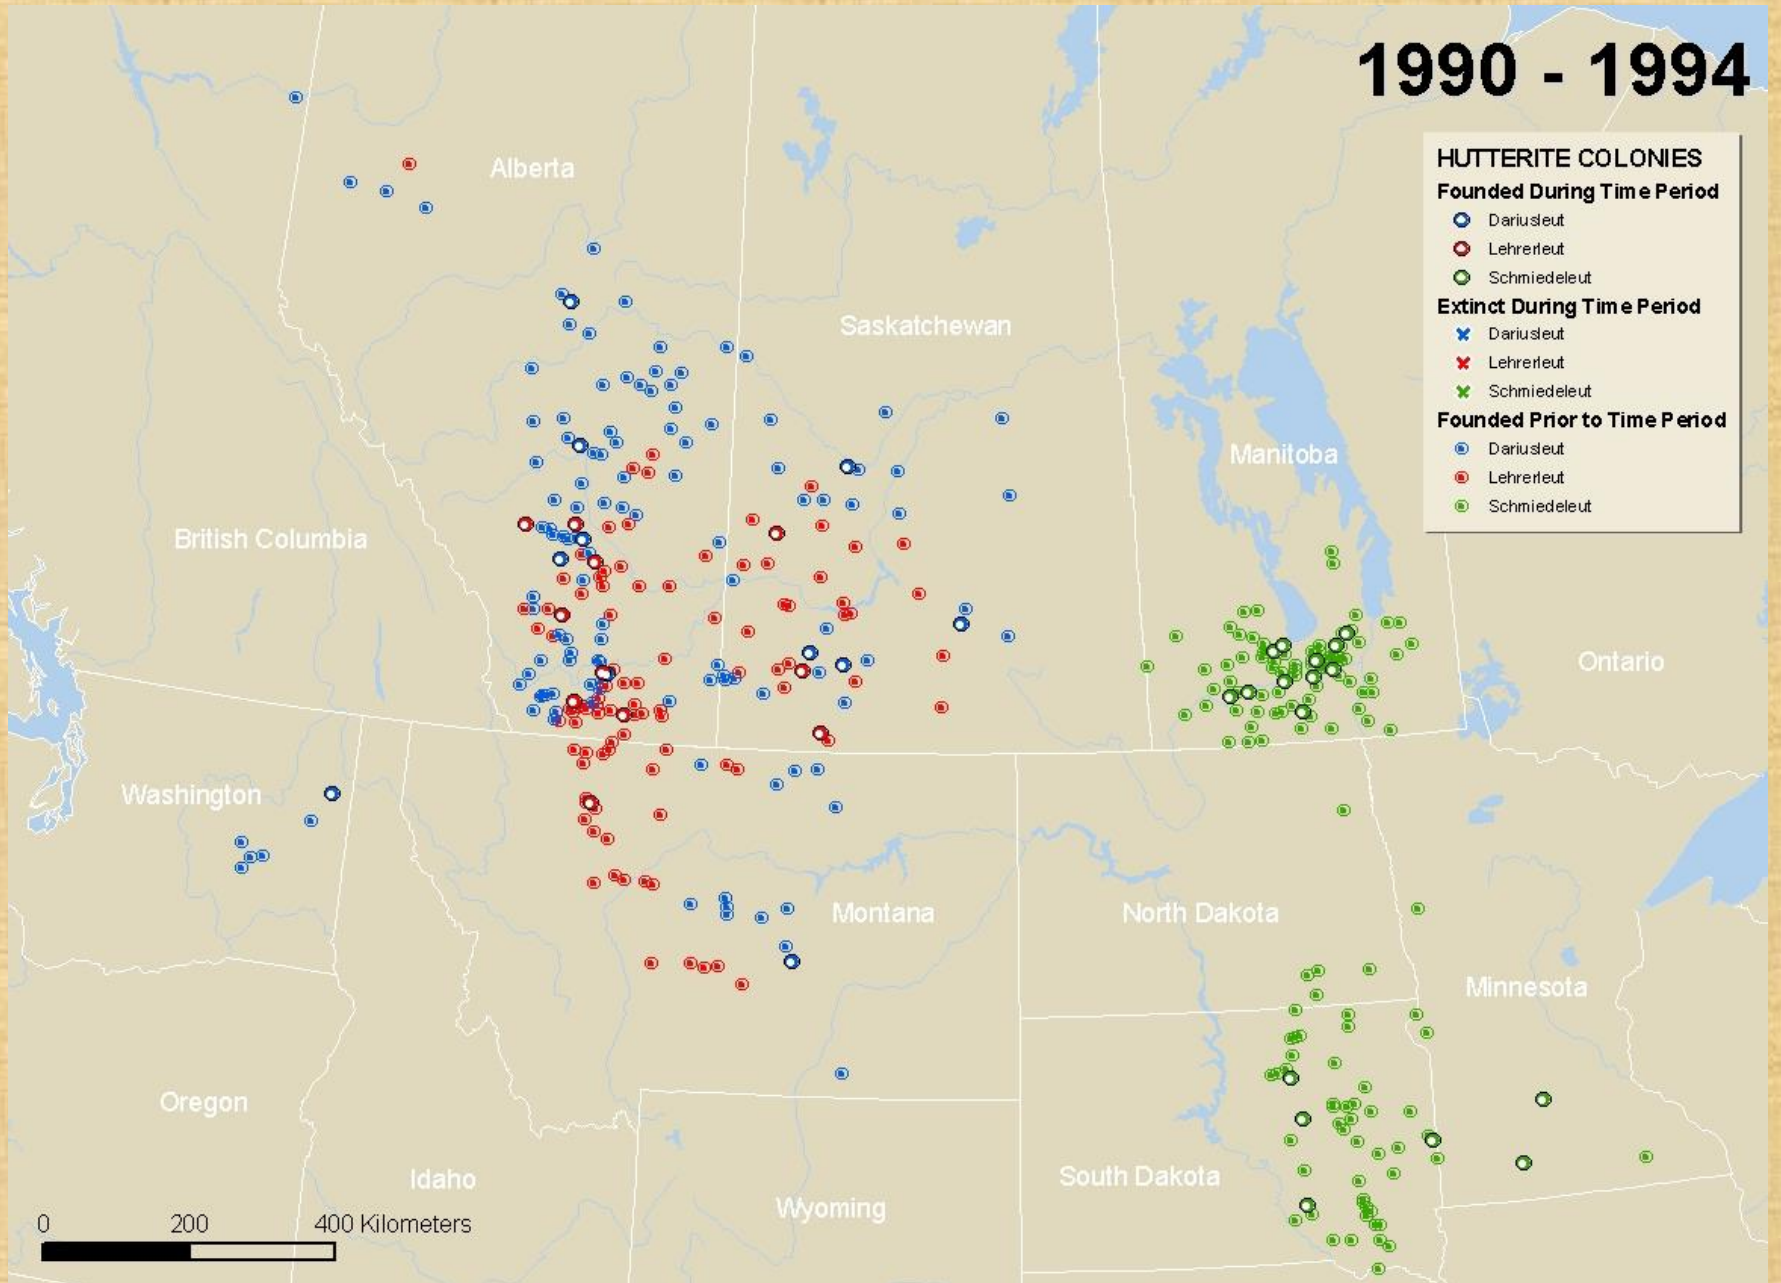 1990 - 1994
HUTTERITE COLONIES
Founded During Time Period
Dariusleut
Lehrerleut
Schmiedeleut
Extinct During Time Period
Dariusleut
Lehrerleut
Schmiedeleut
Founded Prior to Time Period
Dariusleut
Lehrerleut
Schmiedeleut
Alberta
Saskatchewan
Manitoba
British Columbia
Ontario
Washington
Montana
North Dakota
Minnesota
Oregon
Idaho
South Dakota
Wyoming
0 200 400 Kilometers